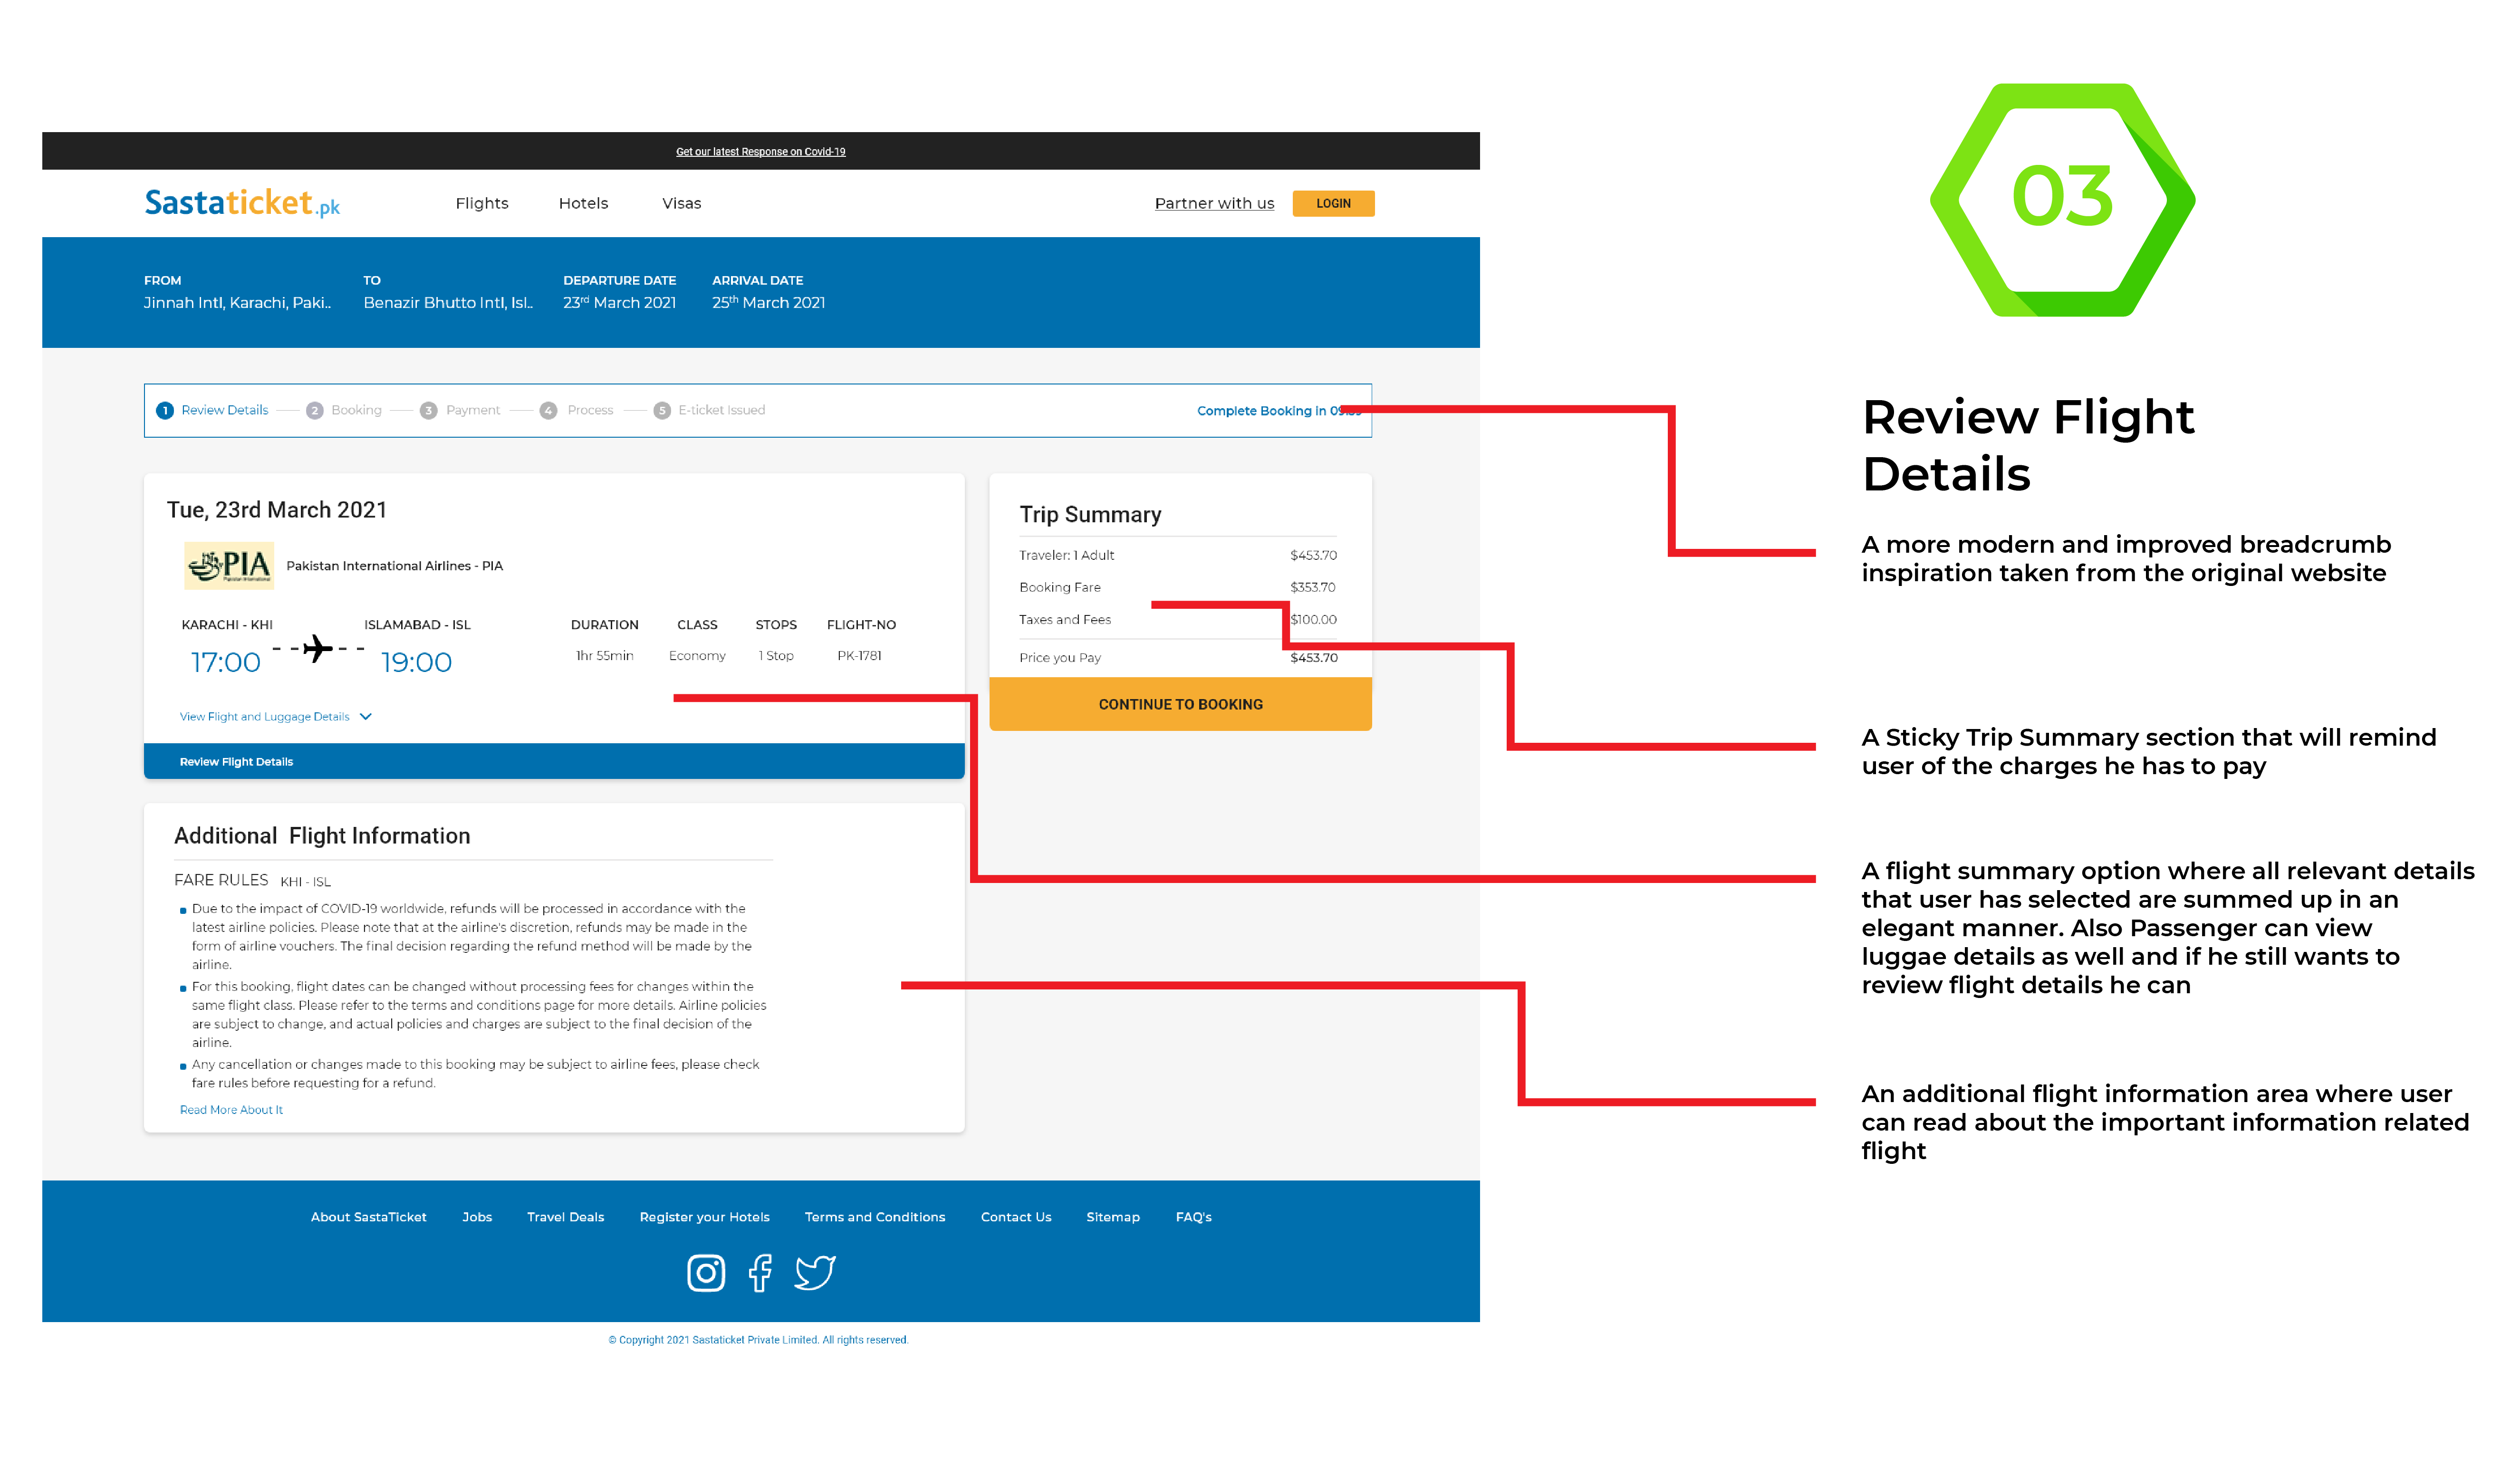 Get our latest Response on Covid-19
Sastaticket.pk
Flights Hotels Visas
Partner with us LOGIN
FROM TO DEPARTURE DATE ARRIVAL DATE
Jinnah Intl, Karachi, Paki.. Benazir Bhutto Intl, Isl.. 23rd March 2021 25th March 2021
1 Review Details 2 Booking 3 Payment 4 Process 5 E-ticket Issued
Complete Booking in
Tue, 23rd March 2021
PIA
Pakistan International
Pakistan International Airlines - PIA
KARACHI - KHI ISLAMABAD - ISL DURATION CLASS STOPS FLIGHT-NO
17:00 19:00 1hr 55min Economy 1 Stop PK-1781
View Flight and Luggage Details
Review Flight Details
Trip Summary
Traveler: 1 Adult $453.70
Booking Fare $353.70
Taxes and Fees $100.00
Price you Pay $453.70
CONTINUE TO BOOKING
Additional Flight Information
FARE RULES KHI - ISL
Due to the impact of COVID-19 worldwide, refunds will be processed in accordance with the
latest airline policies. Please note that at the airline's discretion, refunds may be made in the
form of airline vouchers. The final decision regarding the refund method will be made by the
airline.
For this booking, flight dates can be changed without processing fees for changes within the
same flight class. Please refer to the terms and conditions page for more details. Airline policies
are subject to change, and actual policies and charges are subject to the final decision of the
airline.
Any cancellation or changes made to this booking may be subject to airline fees, please check
fare rules before requesting for a refund.
Read More About It
About SastaTicket Jobs Travel Deals Register your Hotels Terms and Conditions Contact Us Sitemap FAQ's
© Copyright 2021 Sastaticket Private Limited. All rights reserved.
03
Review Flight
Details
A more modern and improved breadcrumb
inspiration taken from the original website
A Sticky Trip Summary section that will remind
user of the charges he has to pay
A flight summary option where all relevant details
that user has selected are summed up in an
elegant manner. Also Passenger can view
luggae details as well and if he still wants to
review flight details he can
An additional flight information area where user
can read about the important information related
flight